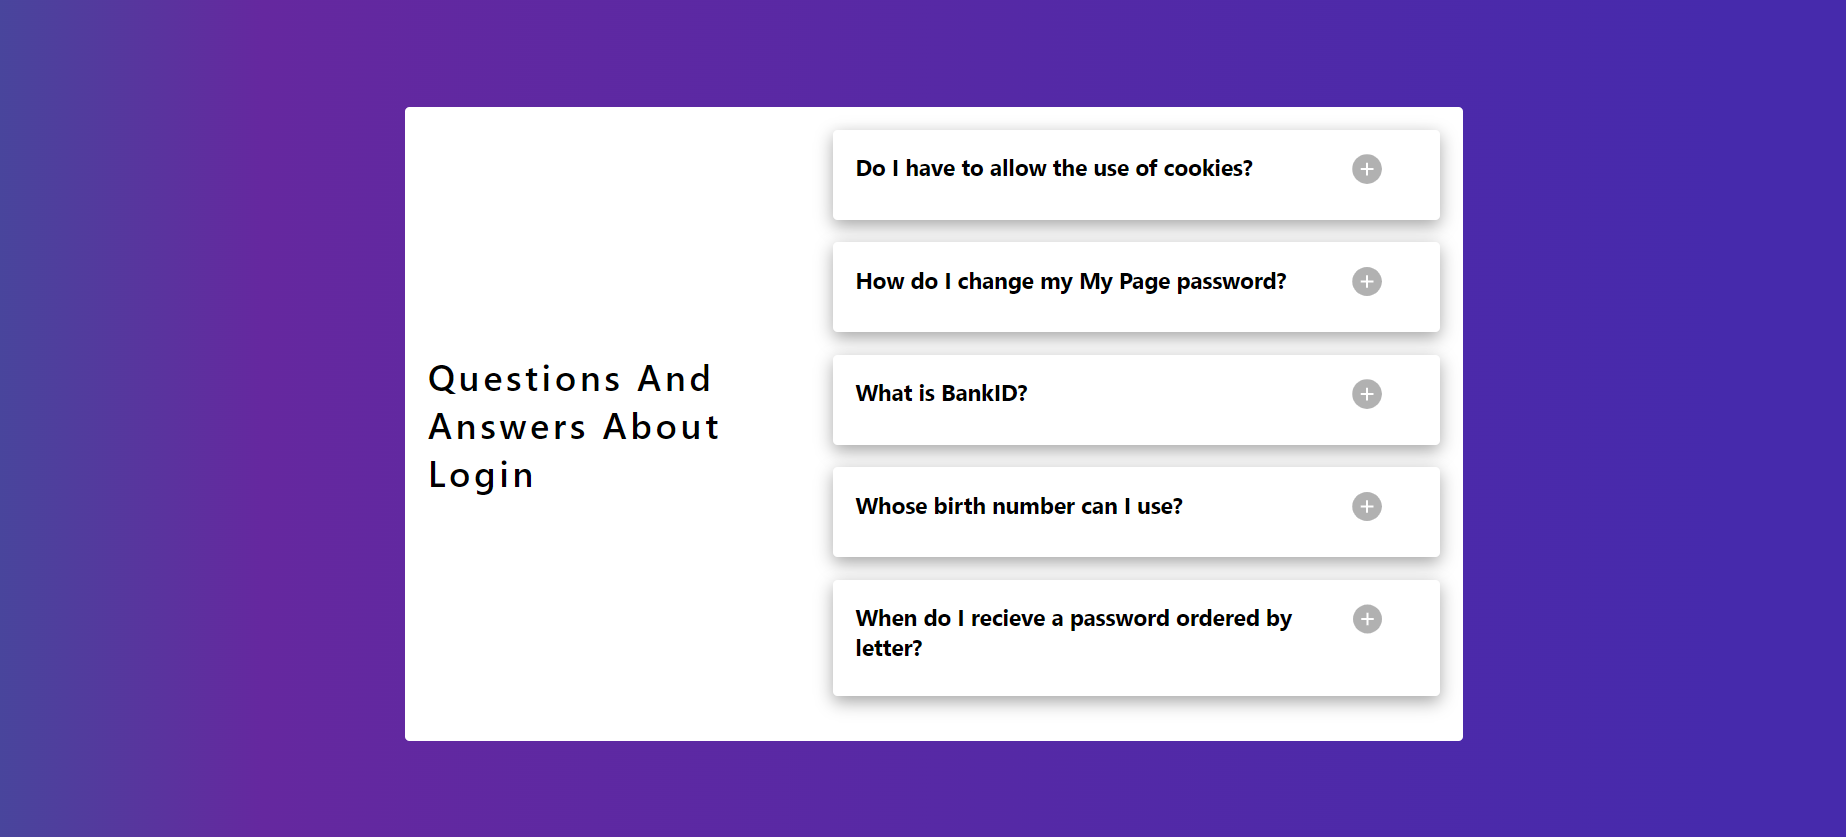 Questions And
Answers About
Login
Do I have to allow the use of cookies?
How do I change my My Page password?
What is BankID?
Whose birth number can I use?
When do I recieve a password ordered by
letter?